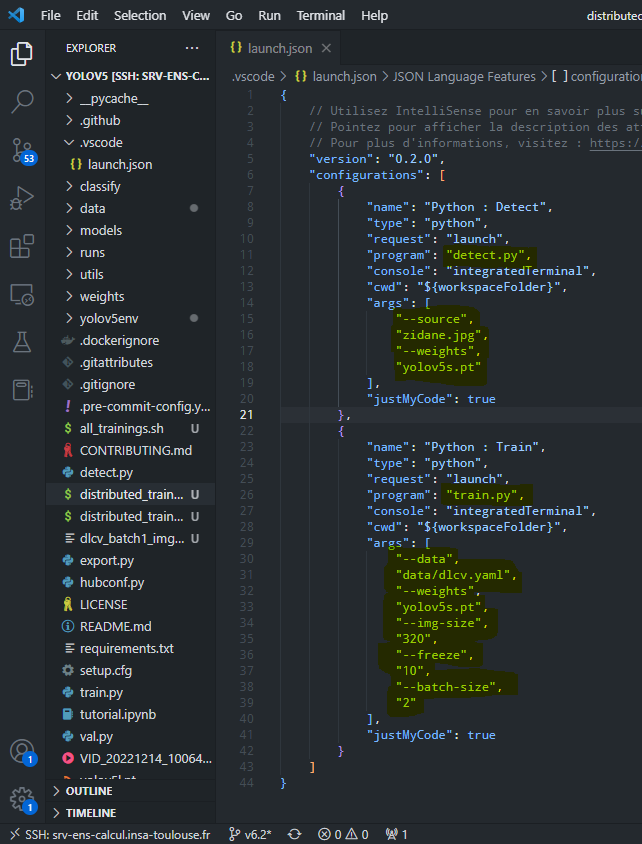 File Edit Selection View Go Run Terminal Help distributed
EXPLORER ···
launch.json
YOLOV5 [SSH: SRV-ENS-C...
.vscode > launch.json > JSON Language Features > [ ] configuration
__pycache__
.github
.vscode
launch.json
classify
data
models
runs
utils
weights
yolov5env
.dockerignore
.gitattributes
.gitignore
.pre-commit-config.y...
all_trainings.sh U
CONTRIBUTING.md
detect.py
distributed_train... U
distributed_train... U
dlcv_batch1_img... U
export.py
hubconf.py
LICENSE
README.md
requirements.txt
setup.cfg
train.py
tutorial.ipynb
val.py
VID_20221214_10064...
OUTLINE
TIMELINE
53
1
1
1 {
2 // Utilisez IntelliSense pour en savoir plus
3 // Pointez pour afficher la description des
4 // Pour plus d'informations, visitez : https:/
5 "version": "0.2.0",
6 "configurations": [
7 {
8 "name": "Python : Detect",
9 "type": "python",
10 "request": "launch",
11 "program": "detect.py",
12 "console": "integratedTerminal",
13 "cwd": "${workspaceFolder}",
14 "args": [
15 "--source",
16 "zidane.jpg",
17 "--weights",
18 "yolov5s.pt"
19 ],
20 "justMyCode": true
21 },
22 {
23 "name": "Python : Train",
24 "type": "python",
25 "request": "launch",
26 "program": "train.py",
27 "console": "integratedTerminal",
28 "cwd": "${workspaceFolder}",
29 "args": [
30 "--data",
31 "data/dlcv.yaml",
32 "--weights",
33 "yolov5s.pt",
34 "--img-size",
35 "320",
36 "--freeze",
37 "10",
38 "--batch-size",
39 "2"
40 ],
41 "justMyCode": true
42 }
43 ]
44 }
SSH: srv-ens-calcul.insa-toulouse.fr v6.2* 0 0 1